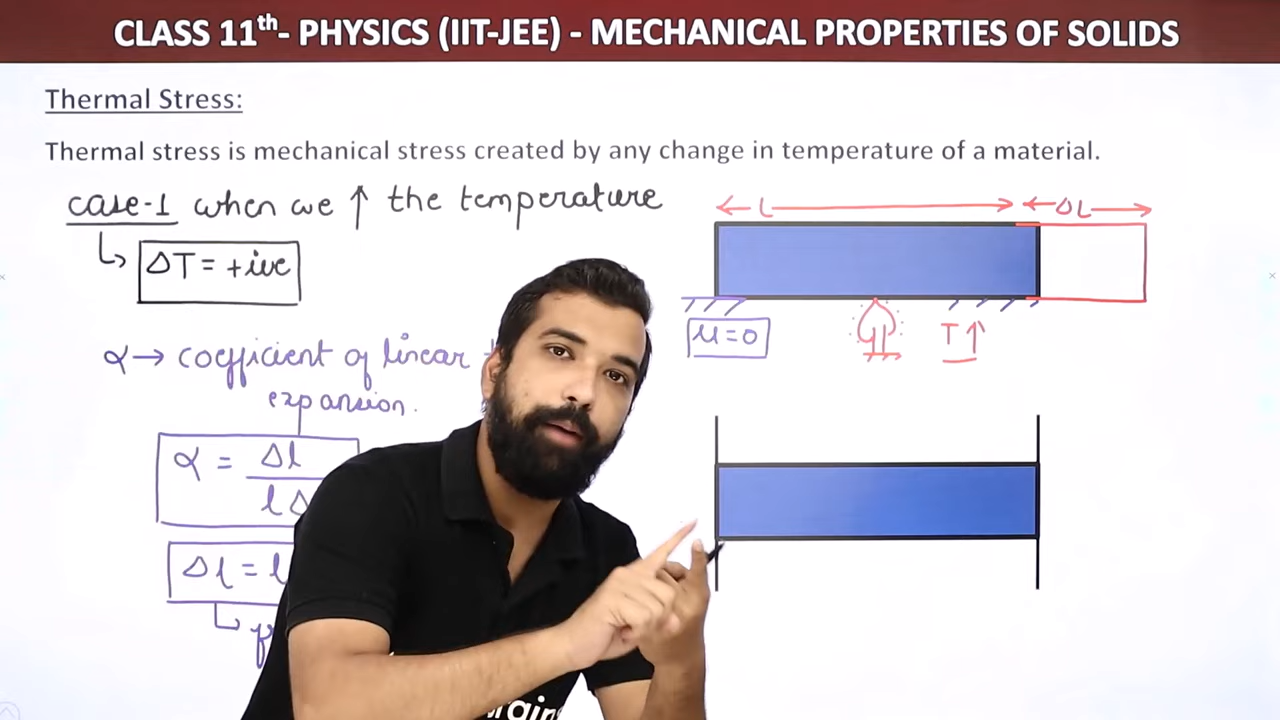 CLASS 11th- PHYSICS (IIT-JEE) - MECHANICAL PROPERTIES OF SOLIDS
Thermal Stress:
Thermal stress is mechanical stress created by any change in temperature of a material.
case-1 when we ↑ the temperature
ΔT = +ive
α → coefficient of linear
expansion.
α = Δl / l Δ
Δl = l
L ΔL
μ=0
T↑